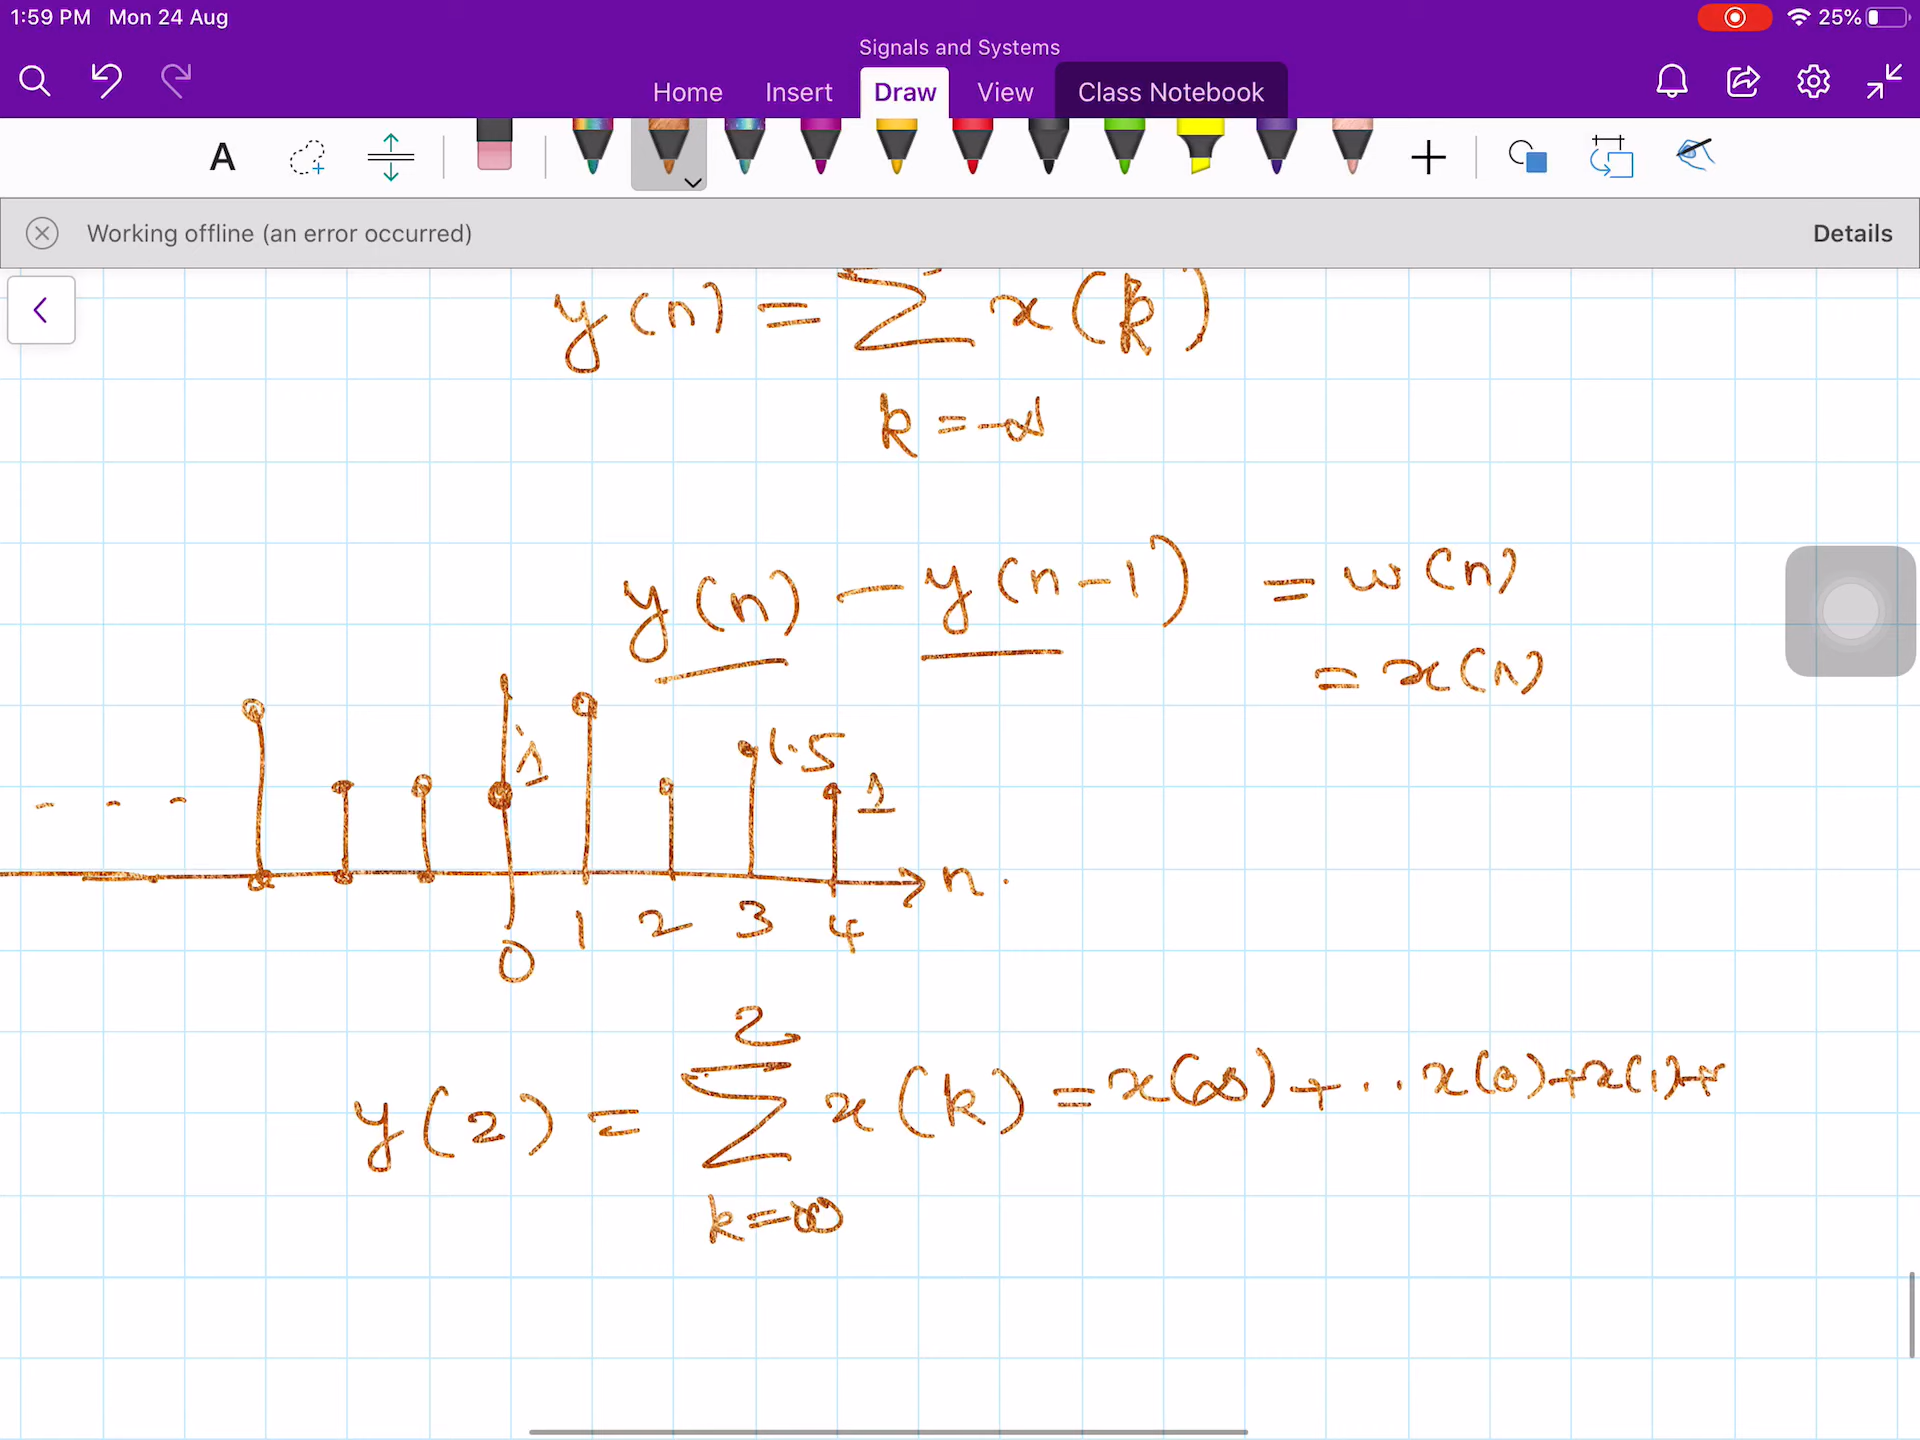 1:59 PM Mon 24 Aug 25%
Signals and Systems
Home Insert Draw View Class Notebook
A
Working offline (an error occurred) Details
y(n) = Σ x(k)
k = -∞
y(n) - y(n-1) = w(n)
= x(n)
1 1.5 1
- - - n.
0 1 2 3 4
2
y(2) = Σ x(k) = x(∞) + .. x(0)+x(1)+
k=∞